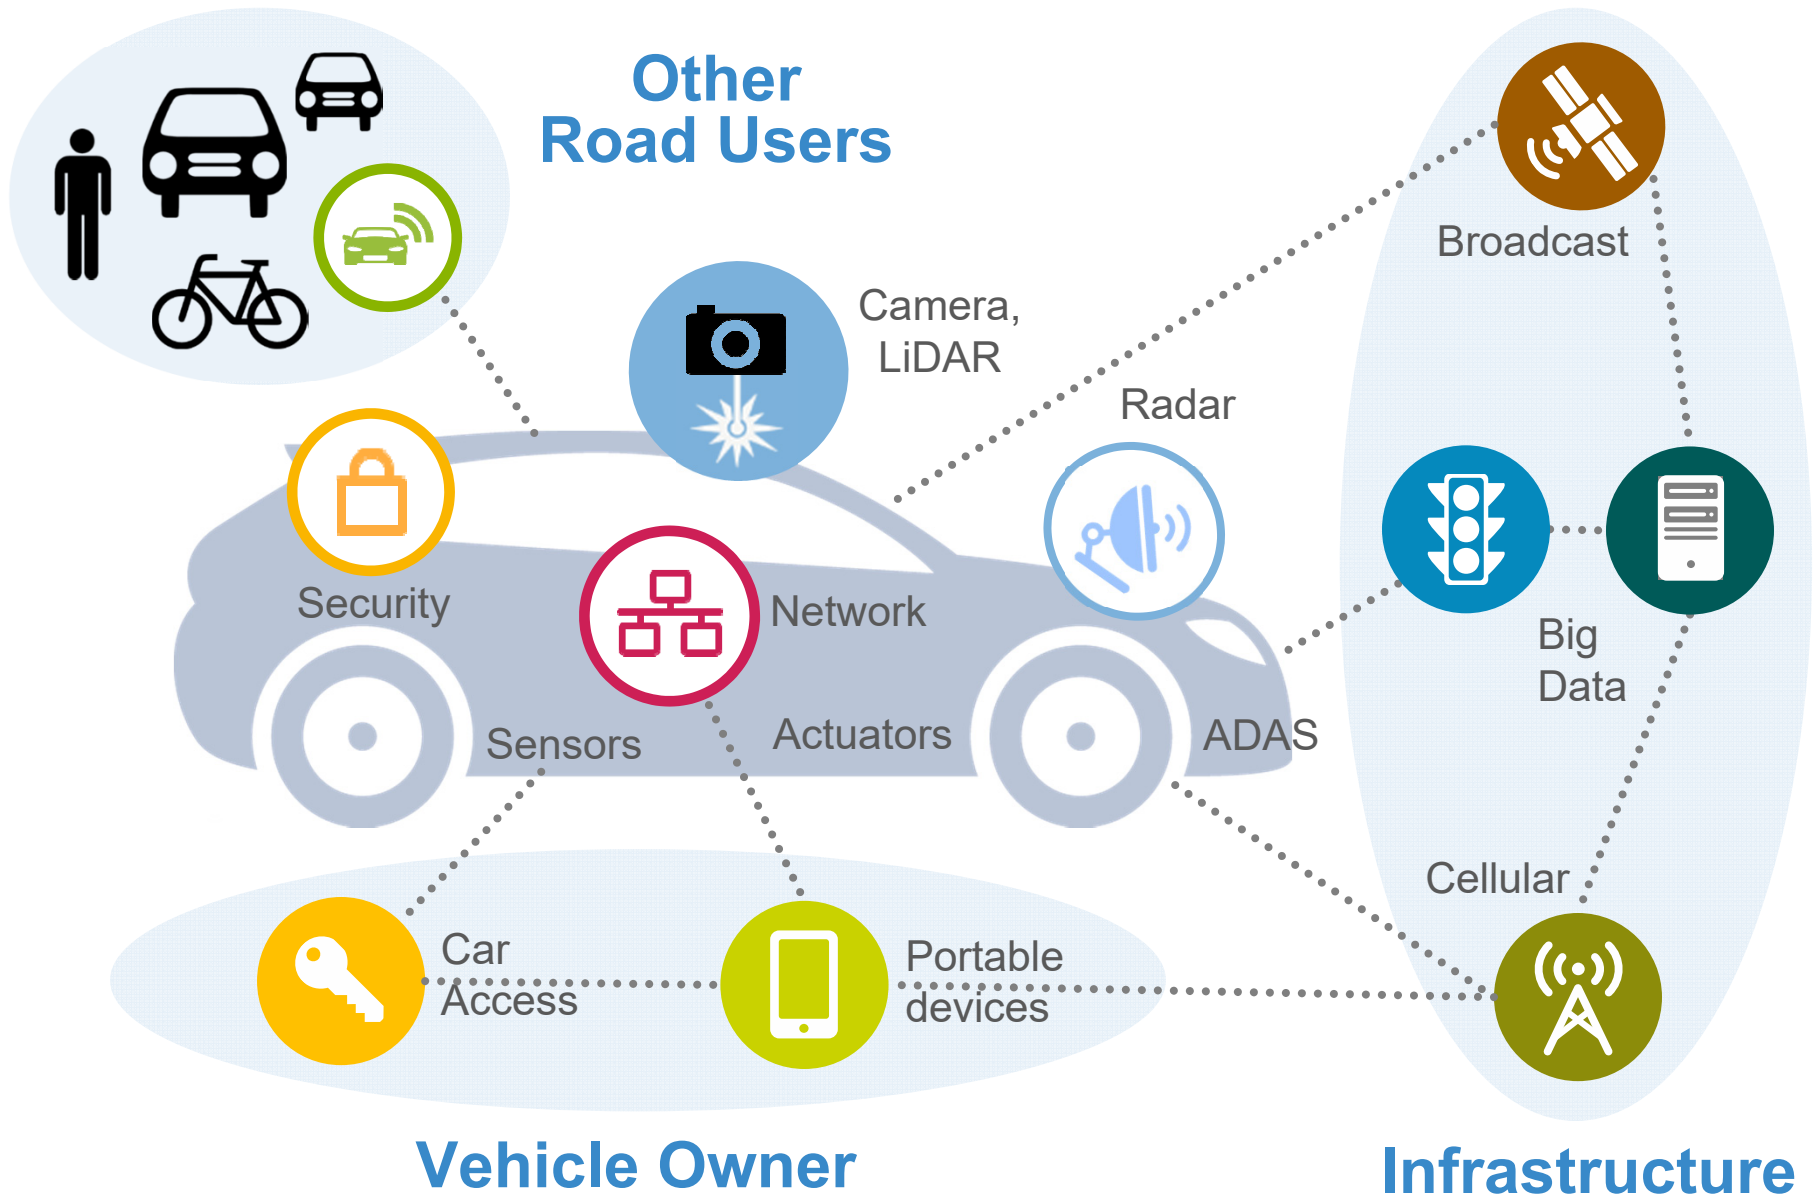 Other
Road Users
Broadcast
Camera,
LiDAR
Radar
Security
Network
Big
Data
Sensors
Actuators
ADAS
Cellular
Car
Access
Portable
devices
Vehicle Owner
Infrastructure